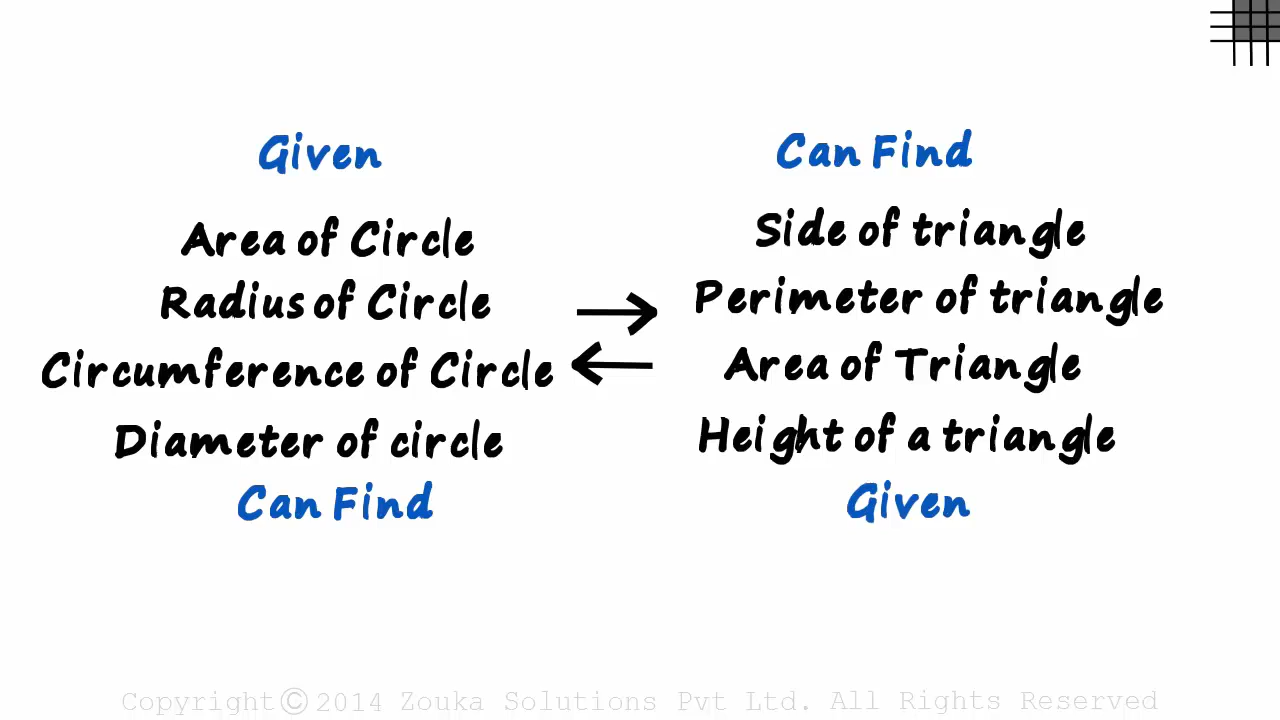 Given
Area of Circle
Radius of Circle
Circumference of Circle
Diameter of circle
Can Find
Can Find
Side of triangle
Perimeter of triangle
Area of Triangle
Height of a triangle
Given
Copyright©2014 Zouka Solutions Pvt Ltd. All Rights Reserved